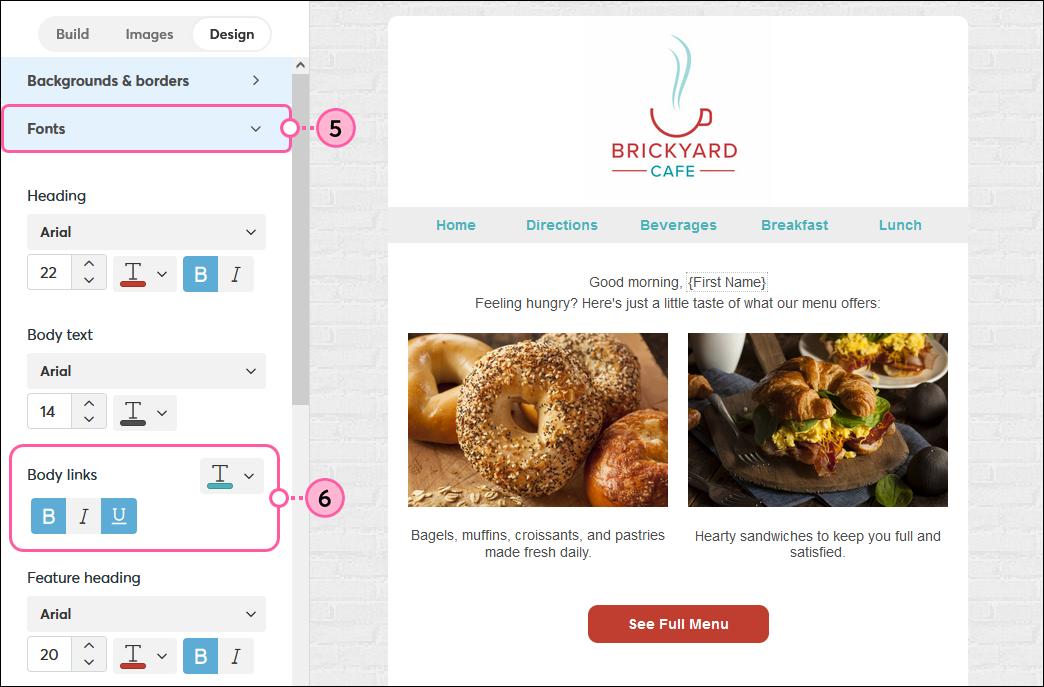 Build Images Design
Backgrounds & borders
Fonts
5
Heading
Arial
22 T B I
Body text
Arial
14 T
Body links T
B I U
6
Feature heading
Arial
20 T B I
BRICKYARD
CAFE
Home Directions Beverages Breakfast Lunch
Good morning, {First Name}
Feeling hungry? Here's just a little taste of what our menu offers:
Bagels, muffins, croissants, and pastries
made fresh daily.
Hearty sandwiches to keep you full and
satisfied.
See Full Menu